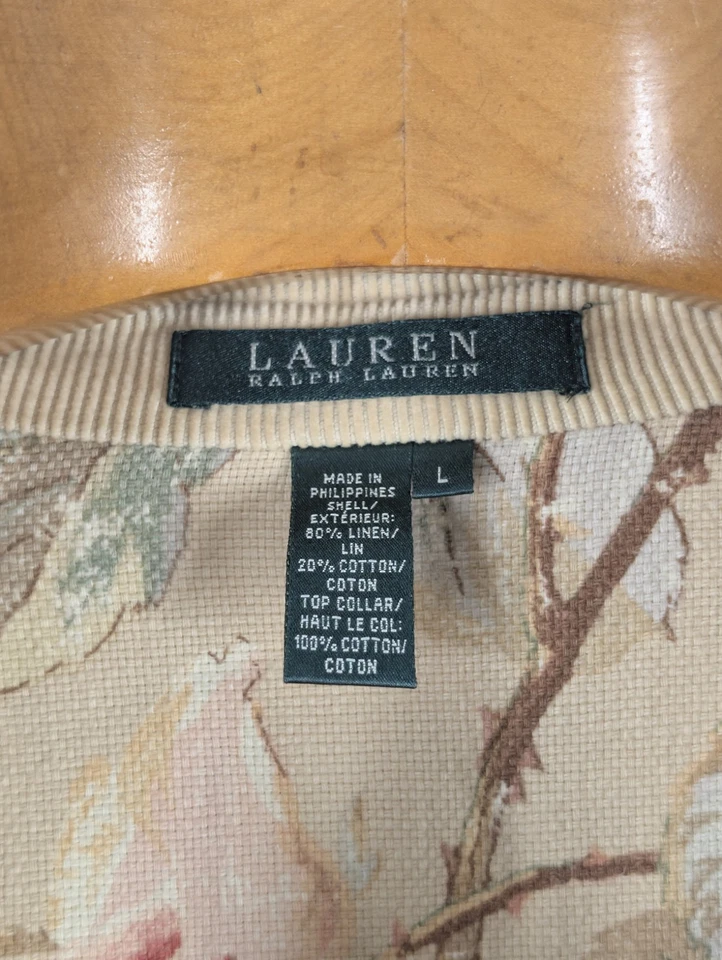 LAUREN
RALPH LAUREN
L
MADE IN
PHILIPPINES
SHELL/
EXTÉRIEUR:
80% LINEN/
LIN
20% COTTON/
COTON
TOP COLLAR/
HAUT LE COL:
100% COTTON/
COTON